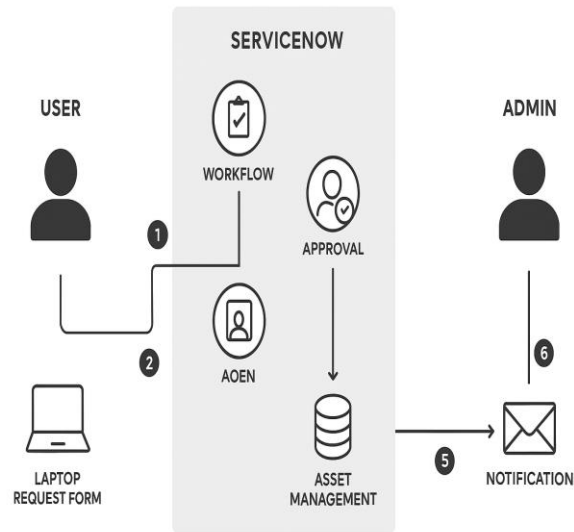 SERVICENOW
USER
ADMIN
WORKFLOW
1
APPROVAL
2
AOEN
6
5
LAPTOP
REQUEST FORM
ASSET
MANAGEMENT
NOTIFICATION